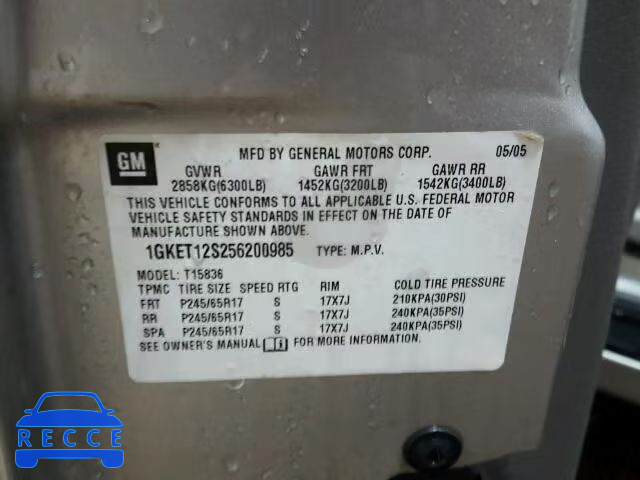 GM
MFD BY GENERAL MOTORS CORP. 05/05
GVWR GAWR FRT GAWR RR
2858KG(6300LB) 1452KG(3200LB) 1542KG(3400LB)
THIS VEHICLE CONFORMS TO ALL APPLICABLE U.S. FEDERAL MOTOR
VEHICLE SAFETY STANDARDS IN EFFECT ON THE DATE OF
MANUFACTURE SHOWN ABOVE.
1GKET12S256200985 TYPE: M.P.V.
MODEL: T15836
TPMC TIRE SIZE SPEED RTG RIM COLD TIRE PRESSURE
FRT P245/65R17 S 17X7J 210KPA(30PSI)
RR P245/65R17 S 17X7J 240KPA(35PSI)
SPA P245/65R17 S 17X7J 240KPA(35PSI)
SEE OWNER'S MANUAL i FOR MORE INFORMATION.
RECCE